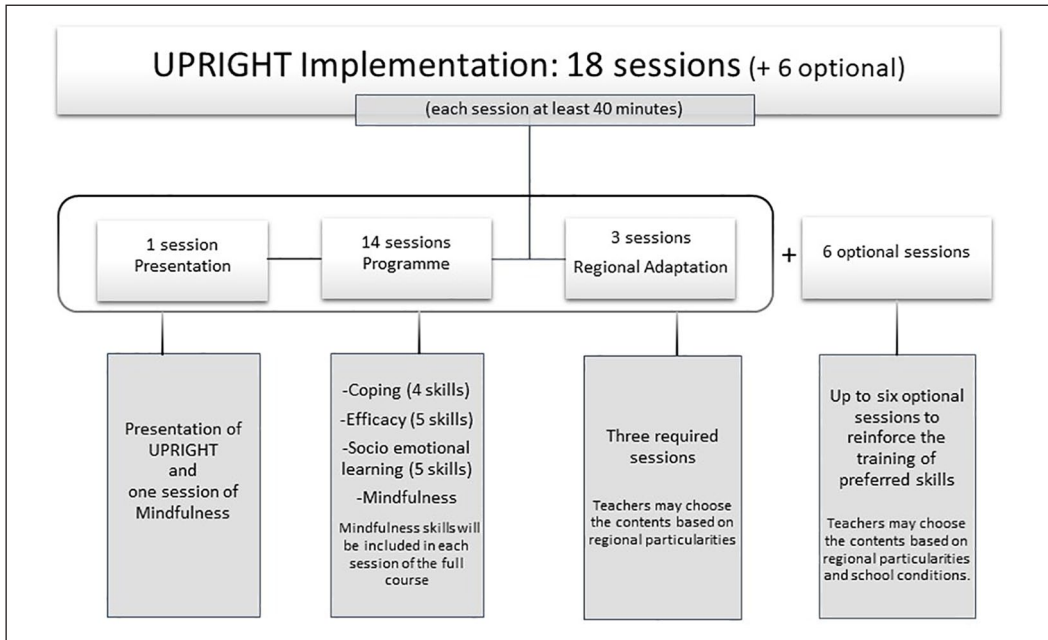 UPRIGHT Implementation: 18 sessions (+ 6 optional)
(each session at least 40 minutes)
1 session
Presentation
14 sessions
Programme
3 sessions
Regional Adaptation
+
6 optional sessions
Presentation of
UPRIGHT
and
one session of
Mindfulness
-Coping (4 skills)
-Efficacy (5 skills)
-Socio emotional
learning (5 skills)
-Mindfulness
Mindfulness skills will
be included in each
session of the full
course
Three required
sessions
Teachers may choose
the contents based on
regional particularities
Up to six optional
sessions to
reinforce the
training of
preferred skills
Teachers may choose
the contents based on
regional particularities
and school conditions.